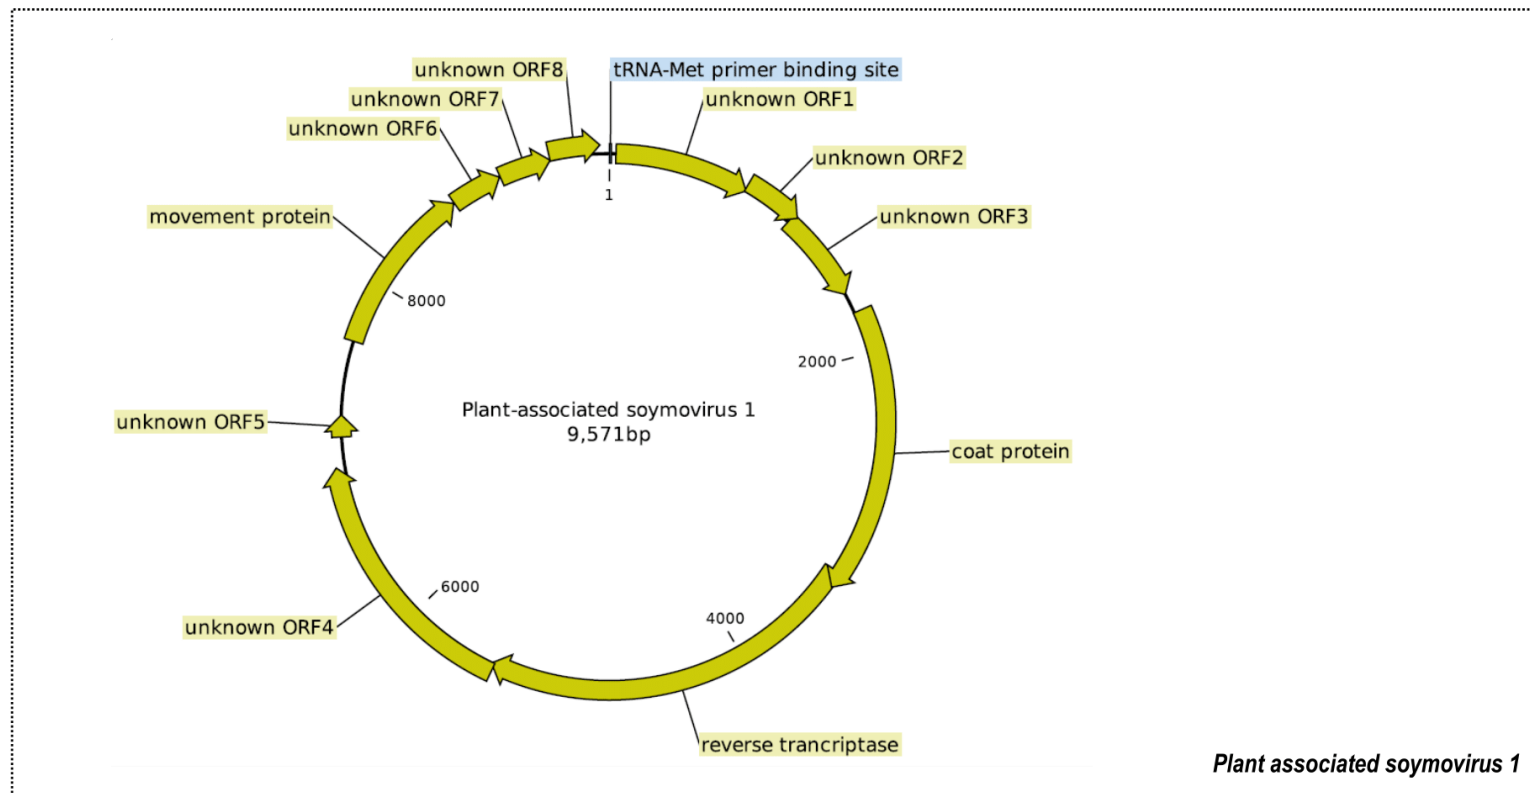 unknown ORF8
tRNA-Met primer binding site
unknown ORF7
unknown ORF1
unknown ORF6
unknown ORF2
1
movement protein
unknown ORF3
8000
2000
Plant-associated soymovirus 1
9,571bp
unknown ORF5
coat protein
6000
4000
unknown ORF4
reverse trancriptase
Plant associated soymovirus 1